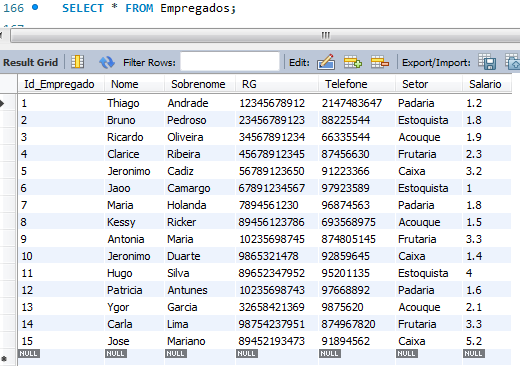 166 SELECT * FROM Empregados;
Result Grid Filter Rows: Edit: Export/Import:
Id_Empregado Nome Sobrenome RG Telefone Setor Salario
1 Thiago Andrade 12345678912 2147483647 Padaria 1.2
2 Bruno Pedroso 23456789123 88225544 Estoquista 1.8
3 Ricardo Oliveira 34567891234 66335544 Acouque 1.9
4 Clarice Ribeira 45678912345 87456630 Frutaria 2.3
5 Jeronimo Cadiz 56789123650 91223366 Caixa 3.2
6 Jaoo Camargo 67891234567 97923589 Estoquista 1
7 Maria Holanda 7894561230 96874563 Padaria 1.8
8 Kessy Ricker 89456123786 693568975 Acouque 1.5
9 Antonia Maria 10235698745 874805145 Frutaria 3.3
10 Jeronimo Duarte 9865321478 92859645 Caixa 1.4
11 Hugo Silva 89652347952 95201135 Estoquista 4
12 Patricia Antunes 10235698743 97668892 Padaria 1.6
13 Ygor Garcia 32658421369 9875620 Acouque 2.1
14 Carla Lima 98754237951 874967820 Frutaria 3.3
15 Jose Mariano 89452193473 91894562 Caixa 5.2
NULL NULL NULL NULL NULL NULL NULL